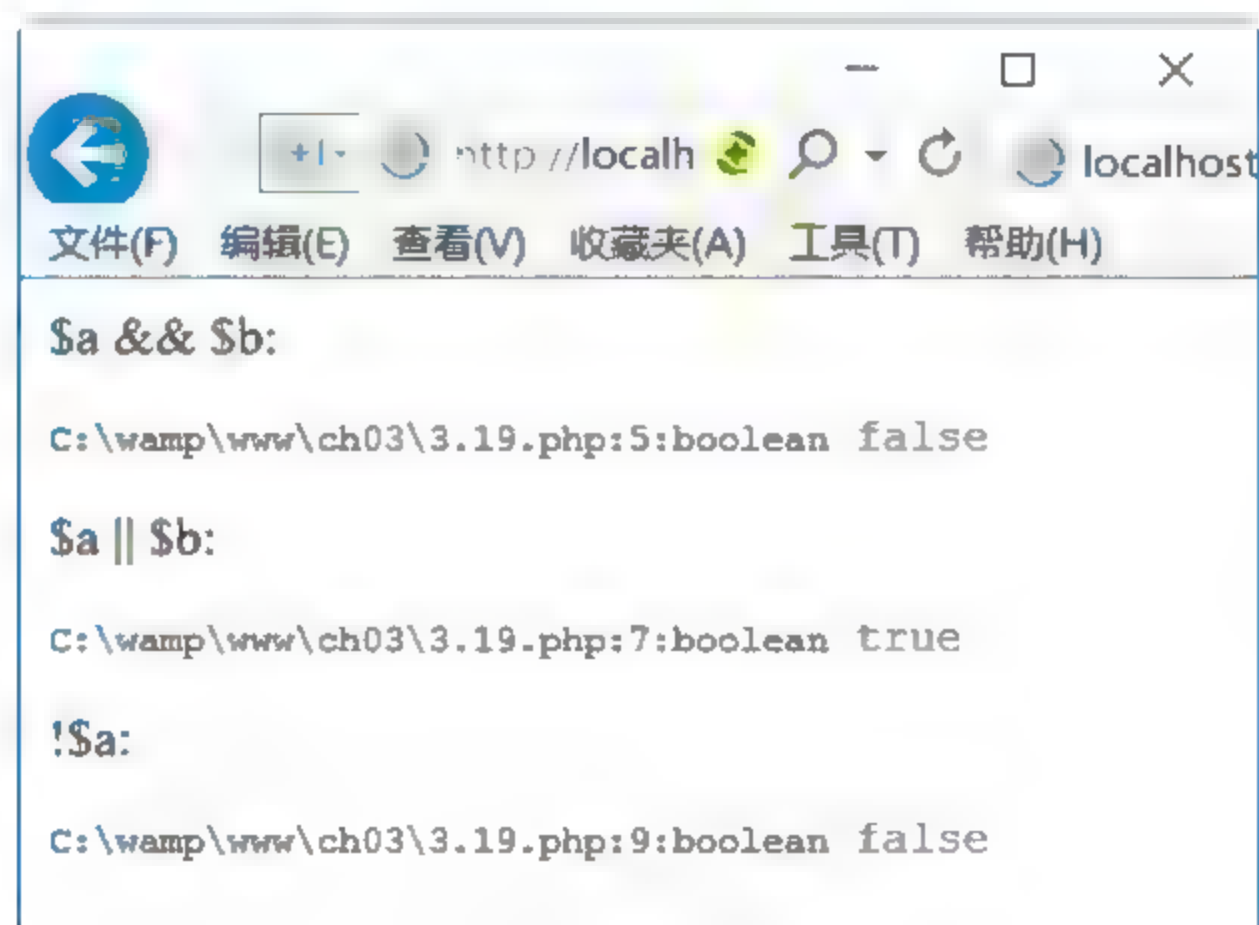 http //localh localhost
文件(F) 编辑(E) 查看(V) 收藏夹(A) 工具(T) 帮助(H)
$a && $b:
C:\wamp\www\ch03\3.19.php:5:boolean false
$a || $b:
C:\wamp\www\ch03\3.19.php:7:boolean true
!$a:
C:\wamp\www\ch03\3.19.php:9:boolean false